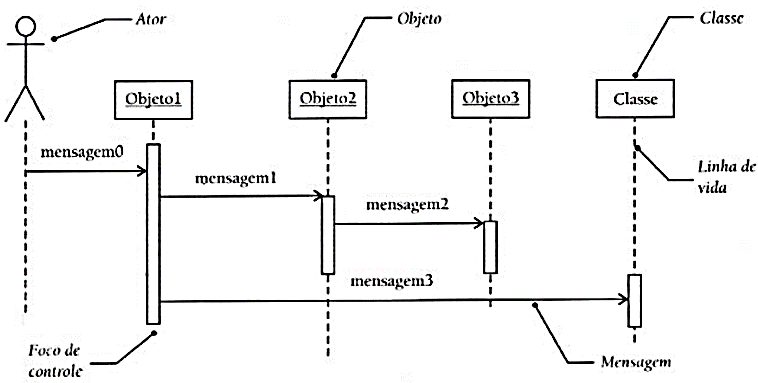 Ator
Objeto
Classe
Objeto1
Objeto2
Objeto3
Classe
mensagem0
mensagem1
mensagem2
Linha de
vida
mensagem3
Foco de
controle
Mensagem